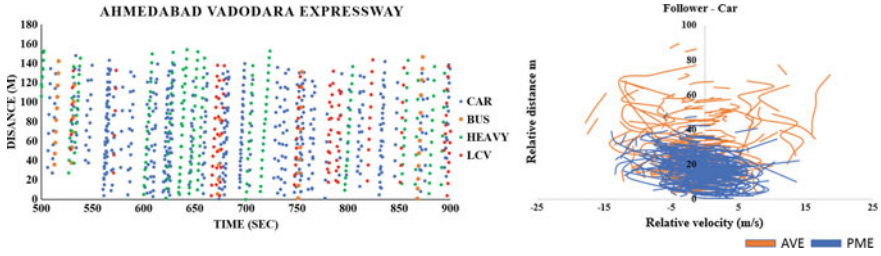 AHMEDABAD VADODARA EXPRESSWAY
DISANCE (M)
180
160
140
120
100
80
60
40
20
0
500
550
600
650
700
750
800
850
900
TIME (SEC)
CAR
BUS
HEAVY
LCV
Follower - Car
Relative distance m
100
80
60
40
20
0
-25
-15
-5
5
15
25
Relative velocity (m/s)
AVE
PME